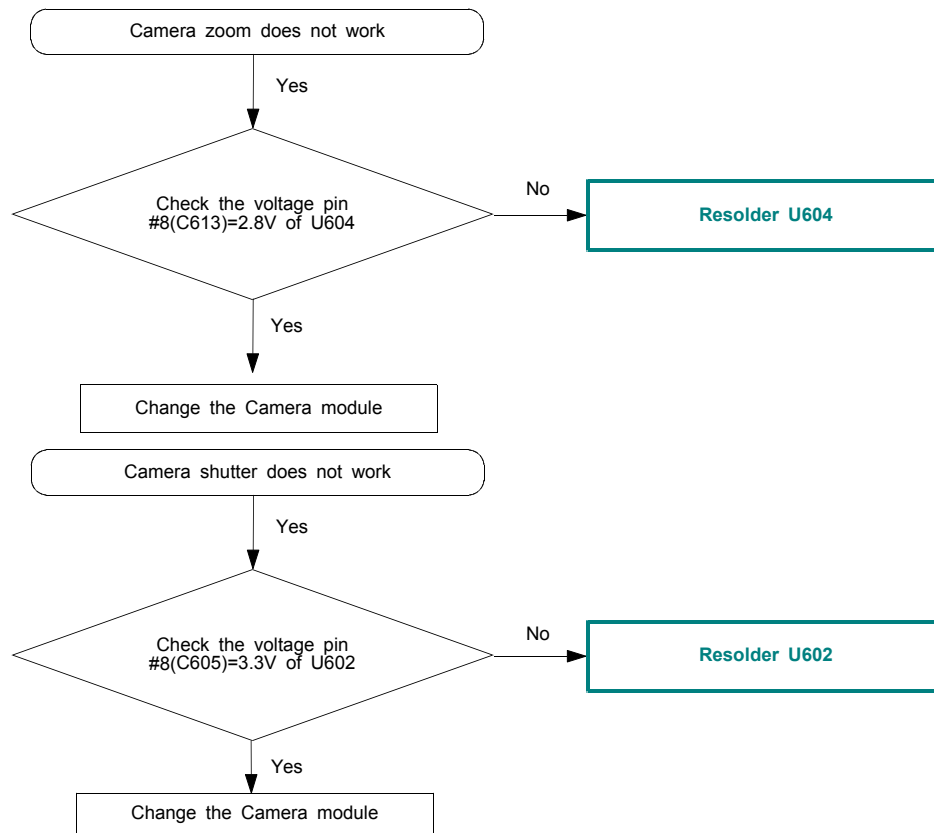 Camera zoom does not work
Yes
Check the voltage pin
#8(C613)=2.8V of U604
No
Resolder U604
Yes
Change the Camera module
Camera shutter does not work
Yes
Check the voltage pin
#8(C605)=3.3V of U602
No
Resolder U602
Yes
Change the Camera module